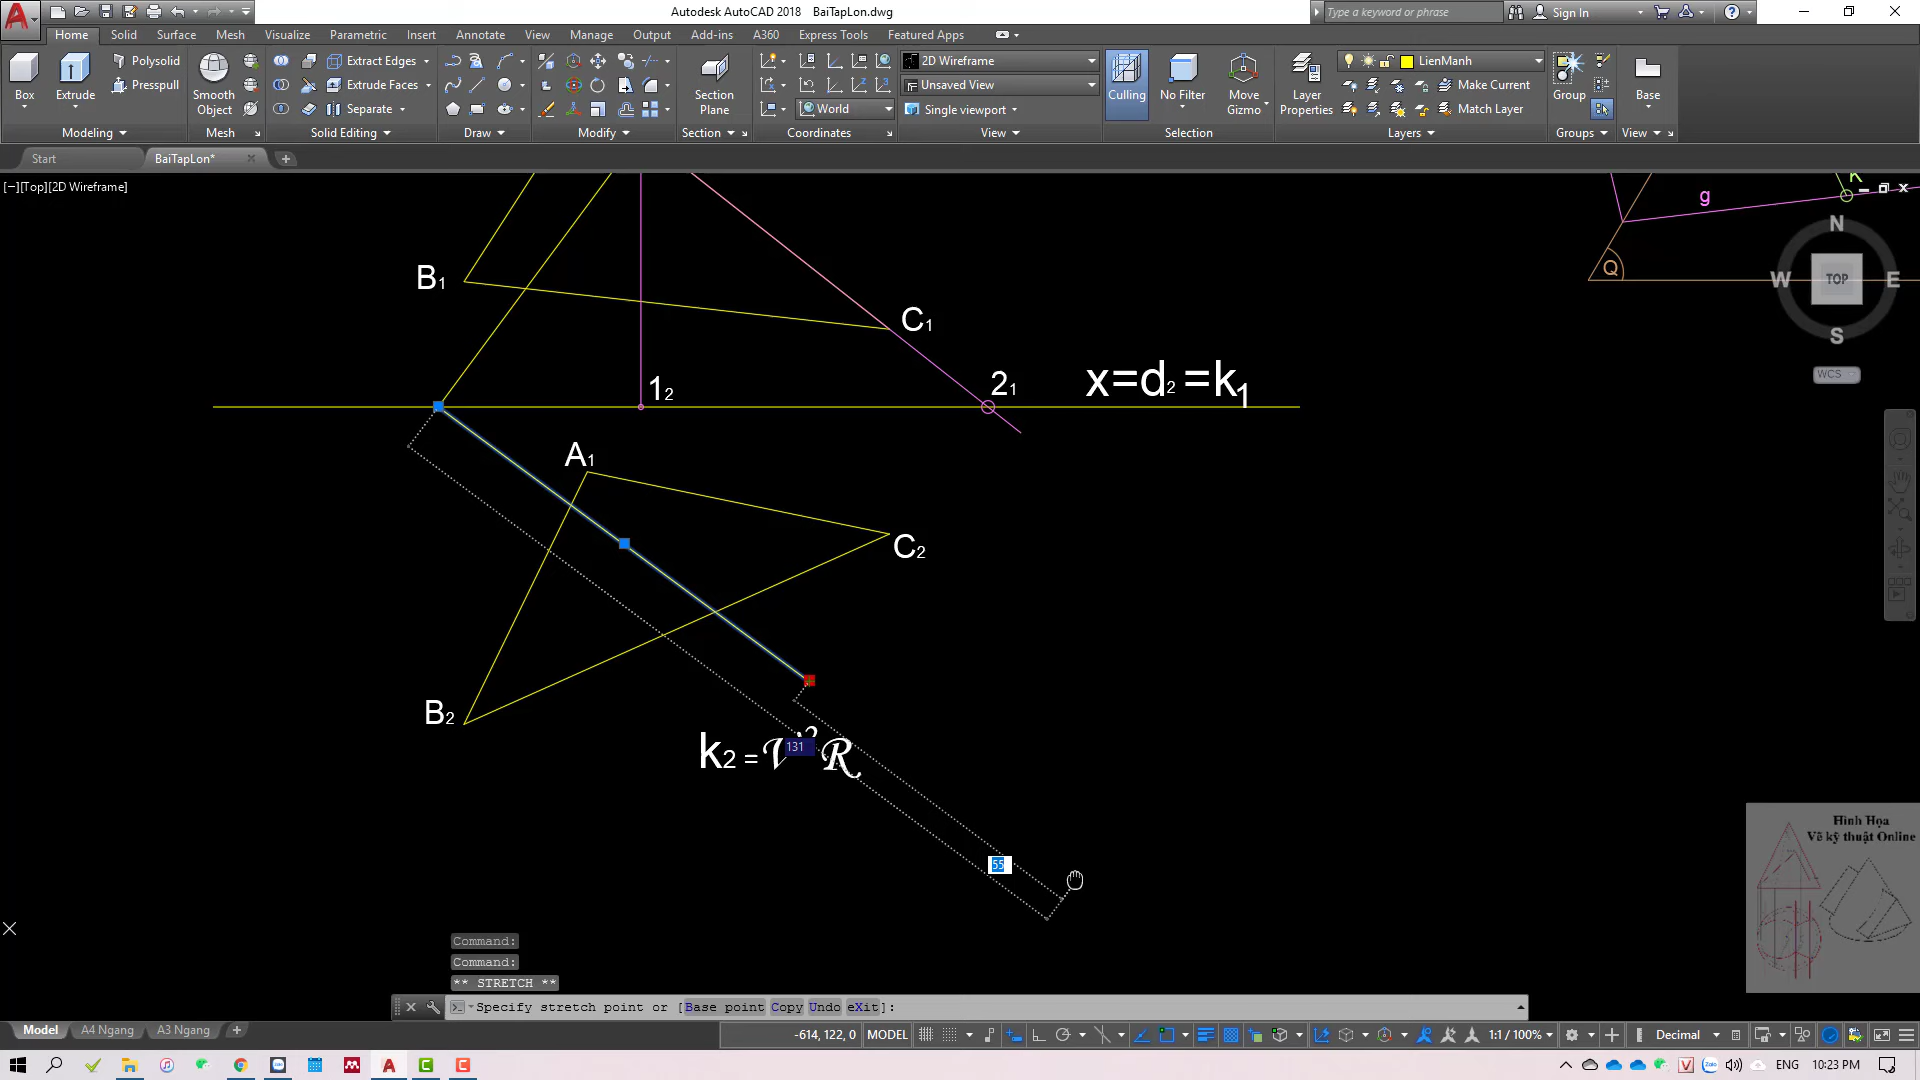 Autodesk AutoCAD 2018 BaiTapLon.dwg
Type a keyword or phrase
Sign In
Home Solid Surface Mesh Visualize Parametric Insert Annotate View Manage Output Add-ins A360 Express Tools Featured Apps
Box
Extrude
Polysolid
Presspull
Smooth Object
Extract Edges
Extrude Faces
Separate
Section Plane
World
2D Wireframe
Unsaved View
Single viewport
Culling
No Filter
Move Gizmo
Layer Properties
LienManh
Make Current
Match Layer
Group
Base
Modeling Mesh Solid Editing Draw Modify Section Coordinates View Selection Layers Groups View
Start BaiTapLon*
[−][Top][2D Wireframe]
K
g
Q
N
W TOP E
S
WCS
B1
C1
12
21
x=d2 =k1
A1
C2
B2
k2 =
131
R
55
Hình Họa
Vẽ kỹ thuật Online
Command:
Command:
** STRETCH **
Specify stretch point or [Base point Copy Undo eXit]:
Model A4 Ngang A3 Ngang
-614, 122, 0 MODEL 1:1 / 100% Decimal
ENG 10:23 PM